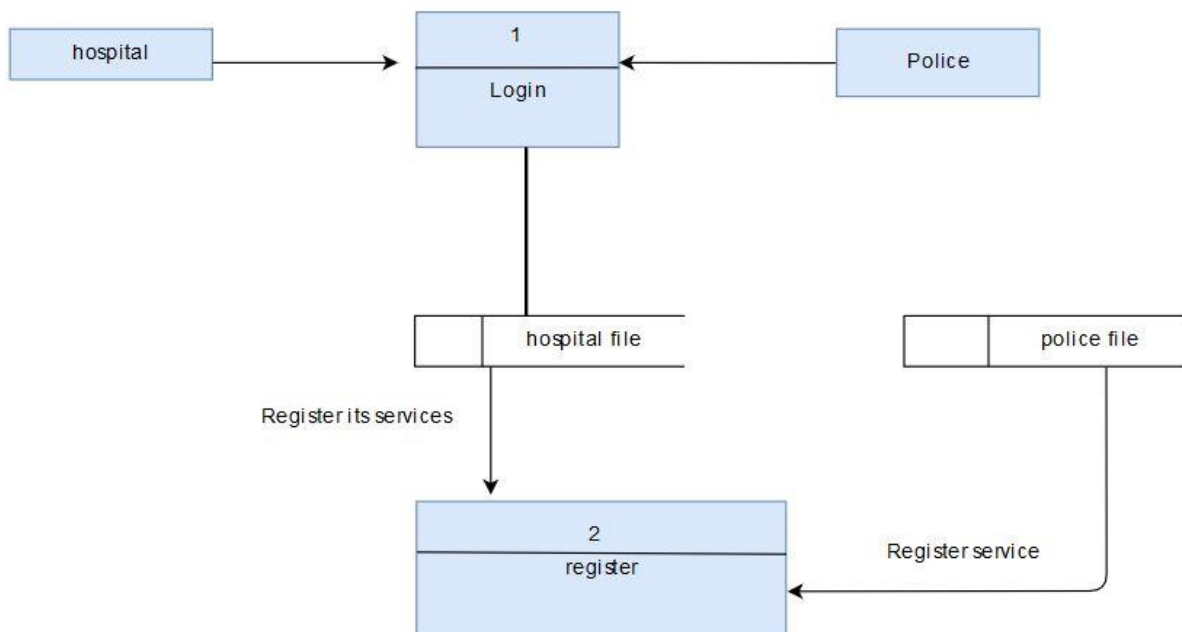 hospital
1
Login
Police
hospital file
police file
Register its services
2
register
Register service